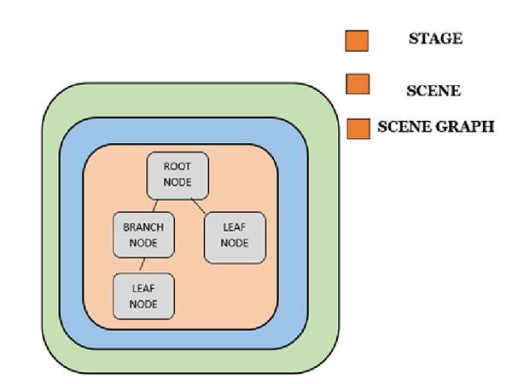 STAGE
SCENE
SCENE GRAPH
ROOT
NODE
BRANCH
NODE
LEAF
NODE
LEAF
NODE